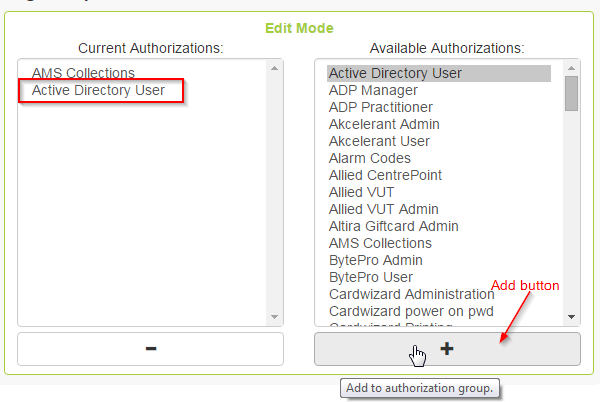 Edit Mode
Current Authorizations:
AMS Collections
Active Directory User
Available Authorizations:
Active Directory User
ADP Manager
ADP Practitioner
Akcelerant Admin
Akcelerant User
Alarm Codes
Allied CentrePoint
Allied VUT
Allied VUT Admin
Altira Giftcard Admin
AMS Collections
BytePro Admin
BytePro User
Cardwizard Administration
Cardwizard power on pwd
Cardwizard Printing
Add button
Add to authorization group.